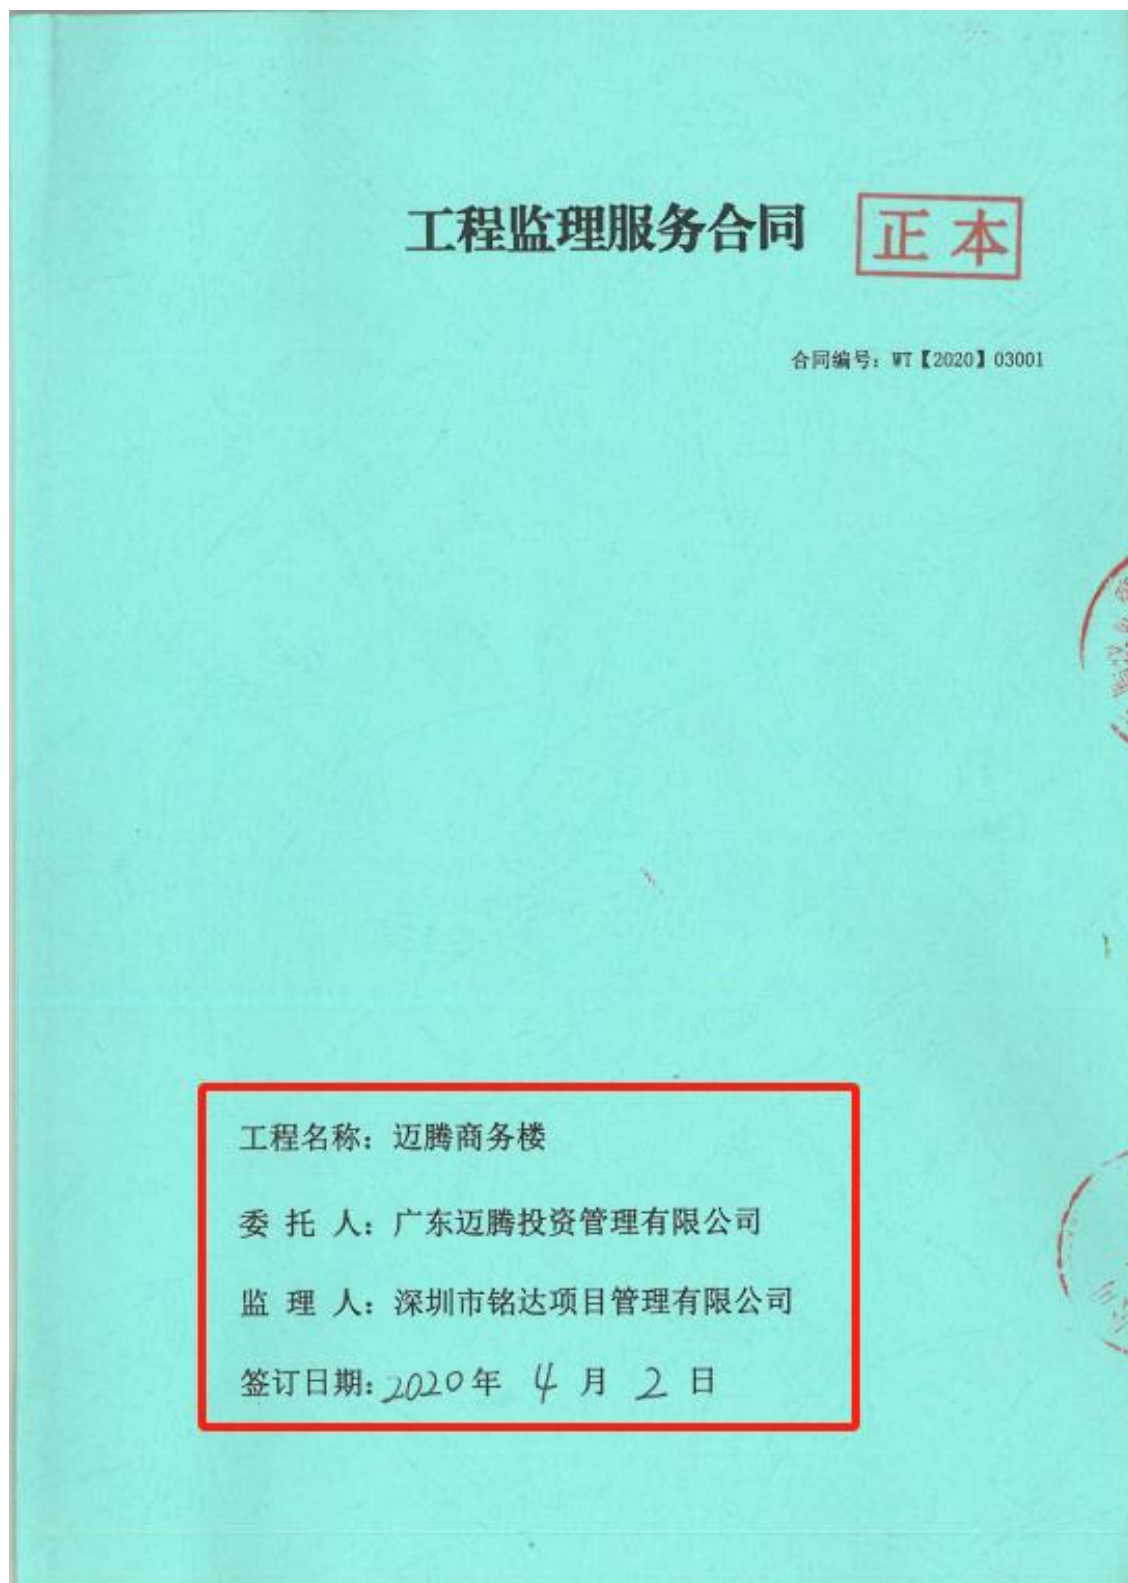 工程监理服务合同
正本
合同编号：WT【2020】03001
工程名称：迈腾商务楼
委 托 人：广东迈腾投资管理有限公司
监 理 人：深圳市铭达项目管理有限公司
签订日期：2020年 4 月 2 日